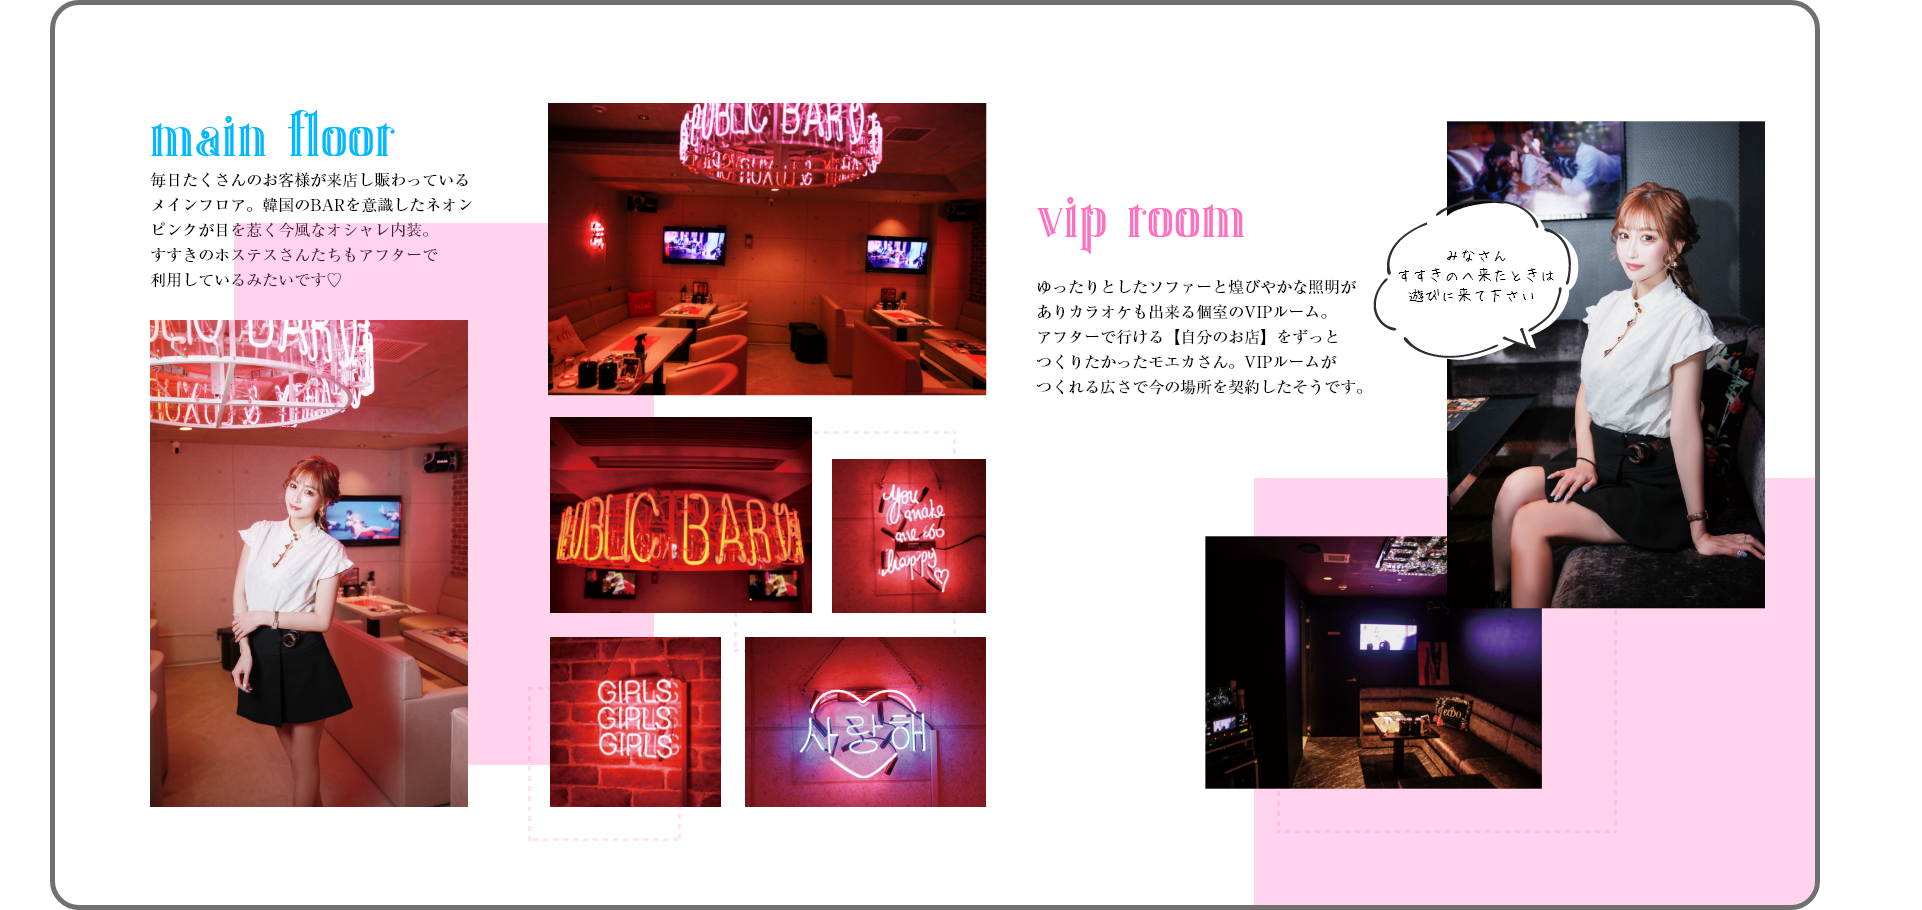 main floor
毎日たくさんのお客様が来店し賑わっている
メインフロア。韓国のBARを意識したネオン
ピンクが目を惹く今風なオシャレ内装。
すすきのホステスさんたちもアフターで
利用しているみたいです♡
PUBLIC BAR
PUBLIC BAR
you
make
me so
happy
GIRLS
GIRLS
GIRLS
사랑해
vip room
ゆったりとしたソファーと煌びやかな照明が
ありカラオケも出来る個室のVIPルーム。
アフターで行ける【自分のお店】をずっと
つくりたかったモエカさん。VIPルームが
つくれる広さで今の場所を契約したそうです。
みなさん
すすきのへ来たときは
遊びに来て下さい